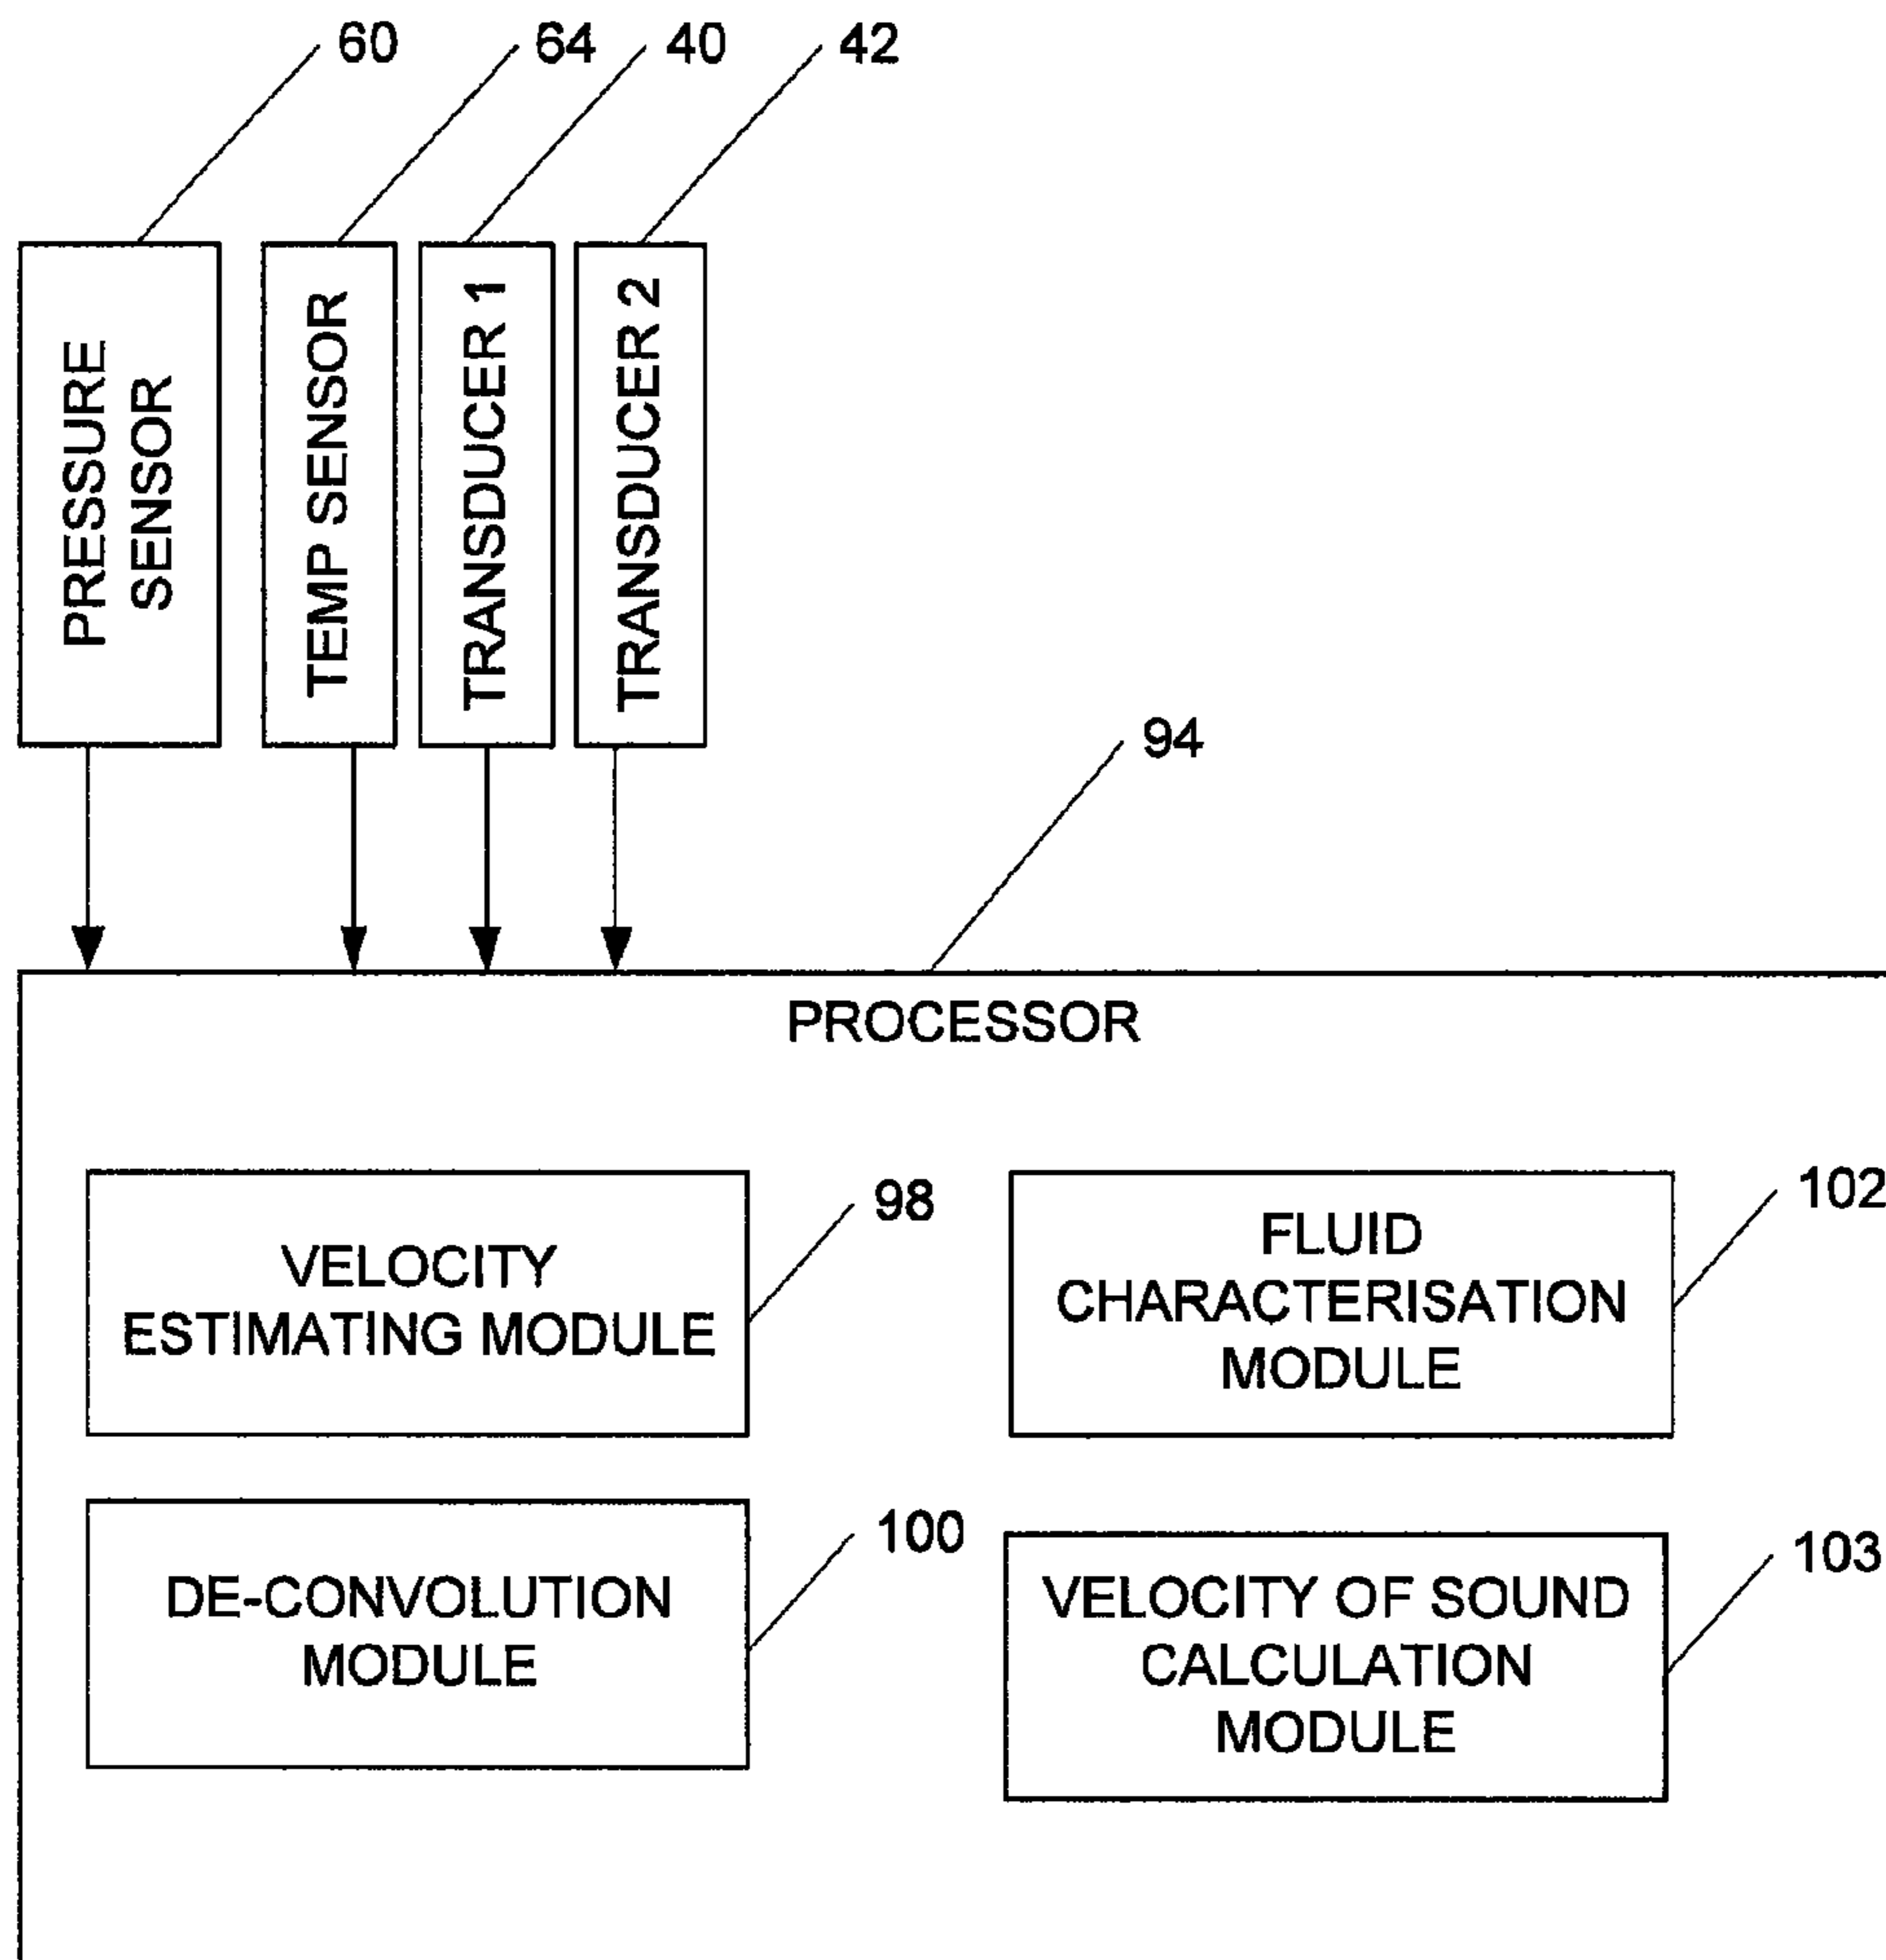 60
64
40
42
PRESSURE
SENSOR
TEMP SENSOR
TRANSDUCER 1
TRANSDUCER 2
94
PROCESSOR
98
VELOCITY
ESTIMATING MODULE
102
FLUID
CHARACTERISATION
MODULE
100
DE-CONVOLUTION
MODULE
103
VELOCITY OF SOUND
CALCULATION
MODULE